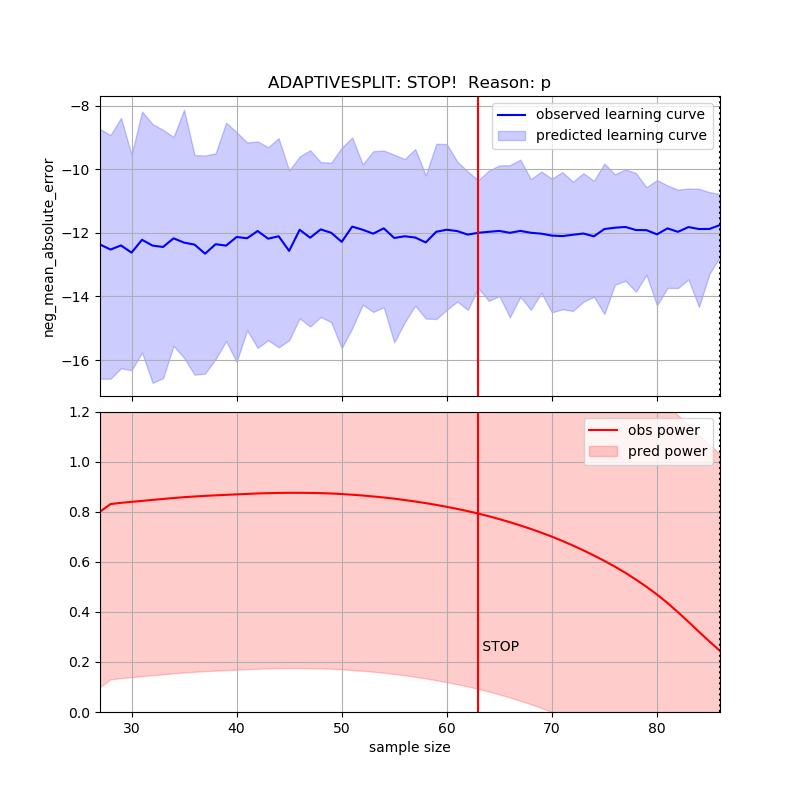 ADAPTIVESPLIT: STOP!  Reason: p
neg_mean_absolute_error
−8
−10
−12
−14
−16
observed learning curve
predicted learning curve
1.2
1.0
0.8
0.6
0.4
0.2
0.0
obs power
pred power
STOP
30 40 50 60 70 80
sample size